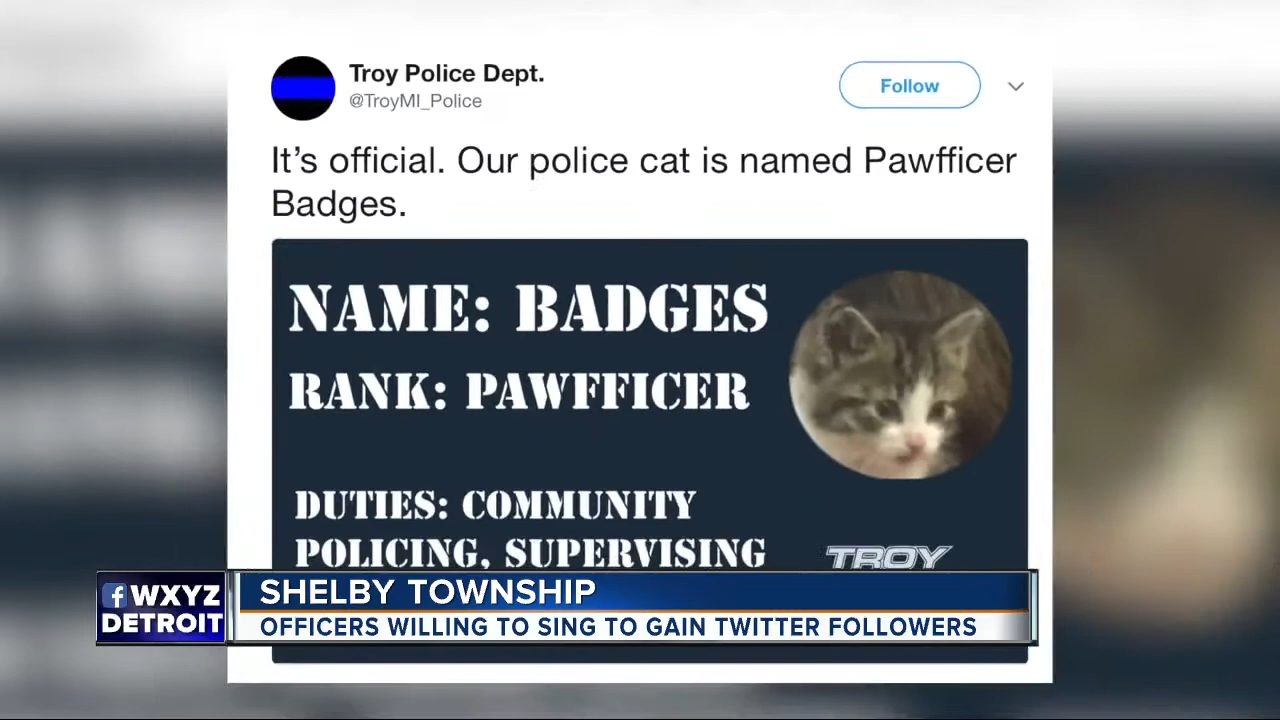 Troy Police Dept.
@TroyMI_Police
Follow
It's official. Our police cat is named Pawfficer
Badges.
NAME: BADGES
RANK: PAWFFICER
DUTIES: COMMUNITY
POLICING, SUPERVISING
TROY
f WXYZ
DETROIT
SHELBY TOWNSHIP
OFFICERS WILLING TO SING TO GAIN TWITTER FOLLOWERS